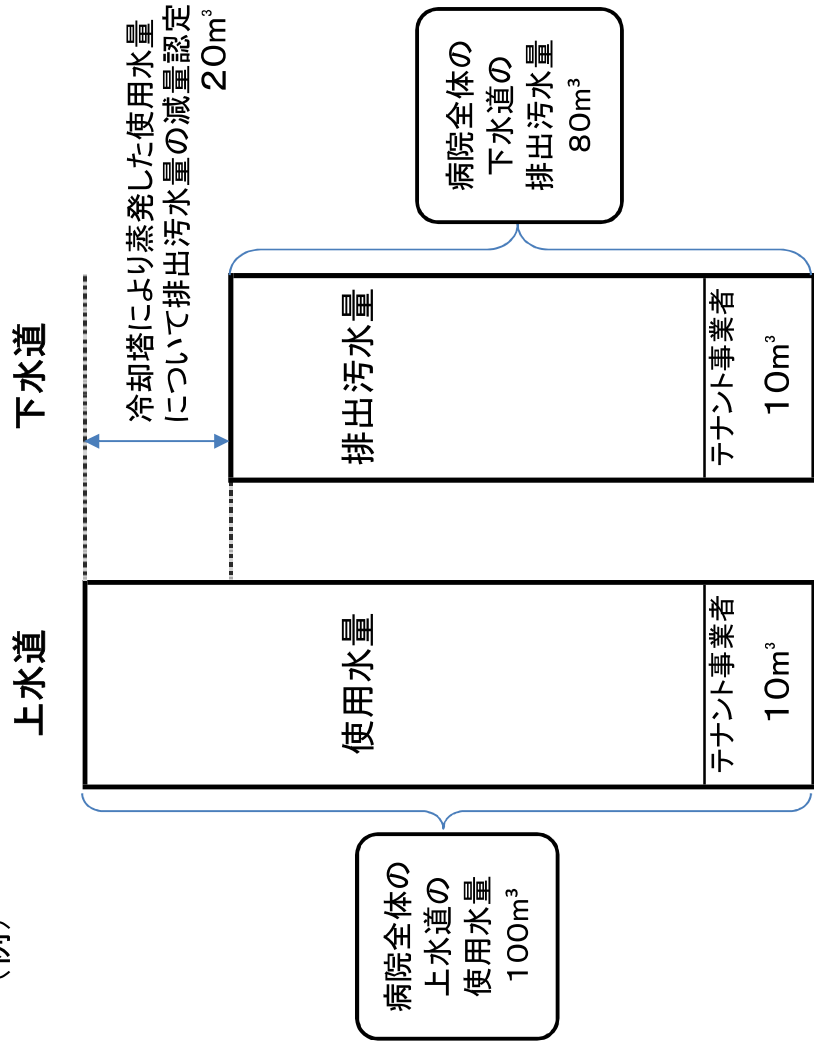 （例）
上水道
下水道
病院全体の
上水道の
使用水量
100m³
使用水量
テナント事業者
10m³
冷却塔により蒸発した使用水量
について排出汚水量の減量認定
20m³
排出汚水量
テナント事業者
10m³
病院全体の
下水道の
排出汚水量
80m³